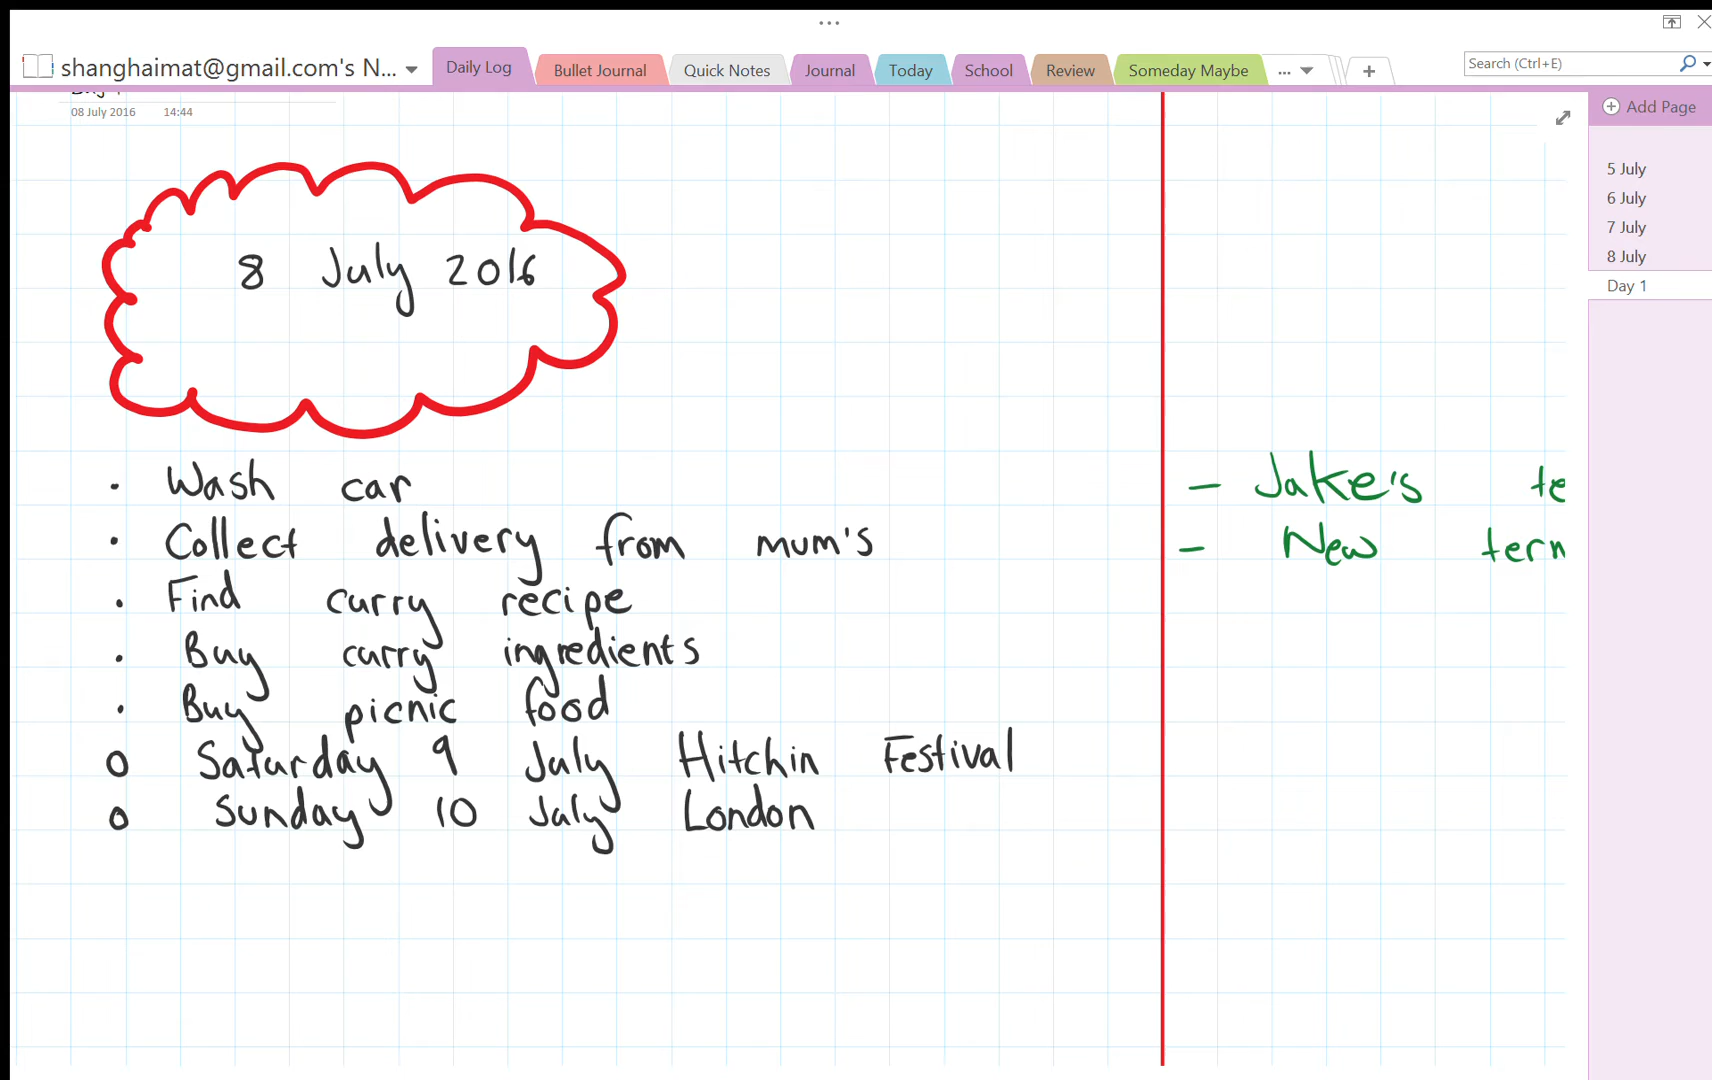 shanghaimat@gmail.com's N...
Daily Log
Bullet Journal
Quick Notes
Journal
Today
School
Review
Someday Maybe
...
+
Search (Ctrl+E)
08 July 2016 14:44
Add Page
5 July
6 July
7 July
8 July
Day 1
8 July 2016
• Wash car
• Collect delivery from mum's
• Find curry recipe
• Buy curry ingredients
• Buy picnic food
O Saturday 9 July Hitchin Festival
O Sunday 10 July London
– Jake's
– New